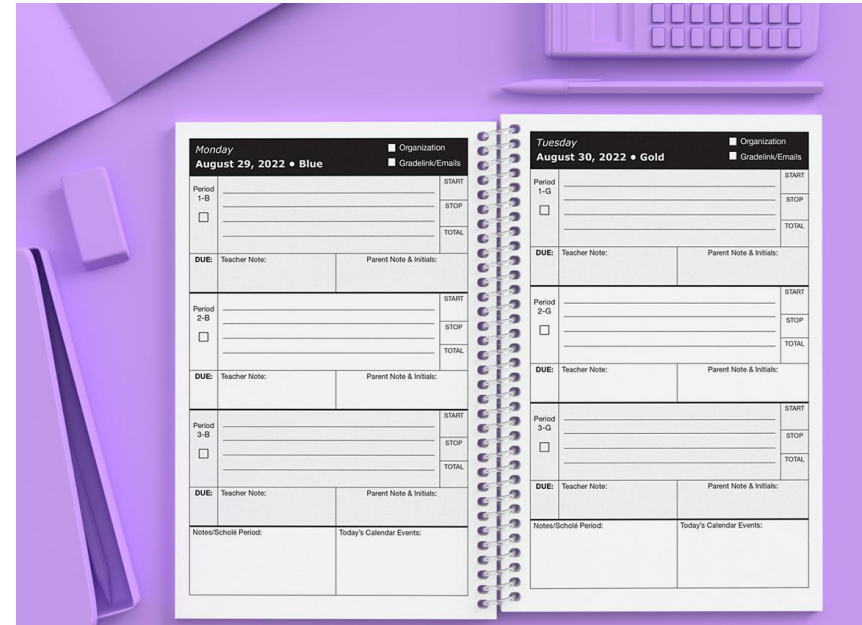 Monday
August 29, 2022 • Blue
Organization
Gradelink/Emails
Period
1-B
START
STOP
TOTAL
DUE:
Teacher Note:
Parent Note & Initials:
Period
2-B
START
STOP
TOTAL
DUE:
Teacher Note:
Parent Note & Initials:
Period
3-B
START
STOP
TOTAL
DUE:
Teacher Note:
Parent Note & Initials:
Notes/Scholé Period:
Today's Calendar Events:
Tuesday
August 30, 2022 • Gold
Organization
Gradelink/Emails
Period
1-G
START
STOP
TOTAL
DUE:
Teacher Note:
Parent Note & Initials:
Period
2-G
START
STOP
TOTAL
DUE:
Teacher Note:
Parent Note & Initials:
Period
3-G
START
STOP
TOTAL
DUE:
Teacher Note:
Parent Note & Initials:
Notes/Scholé Period:
Today's Calendar Events: